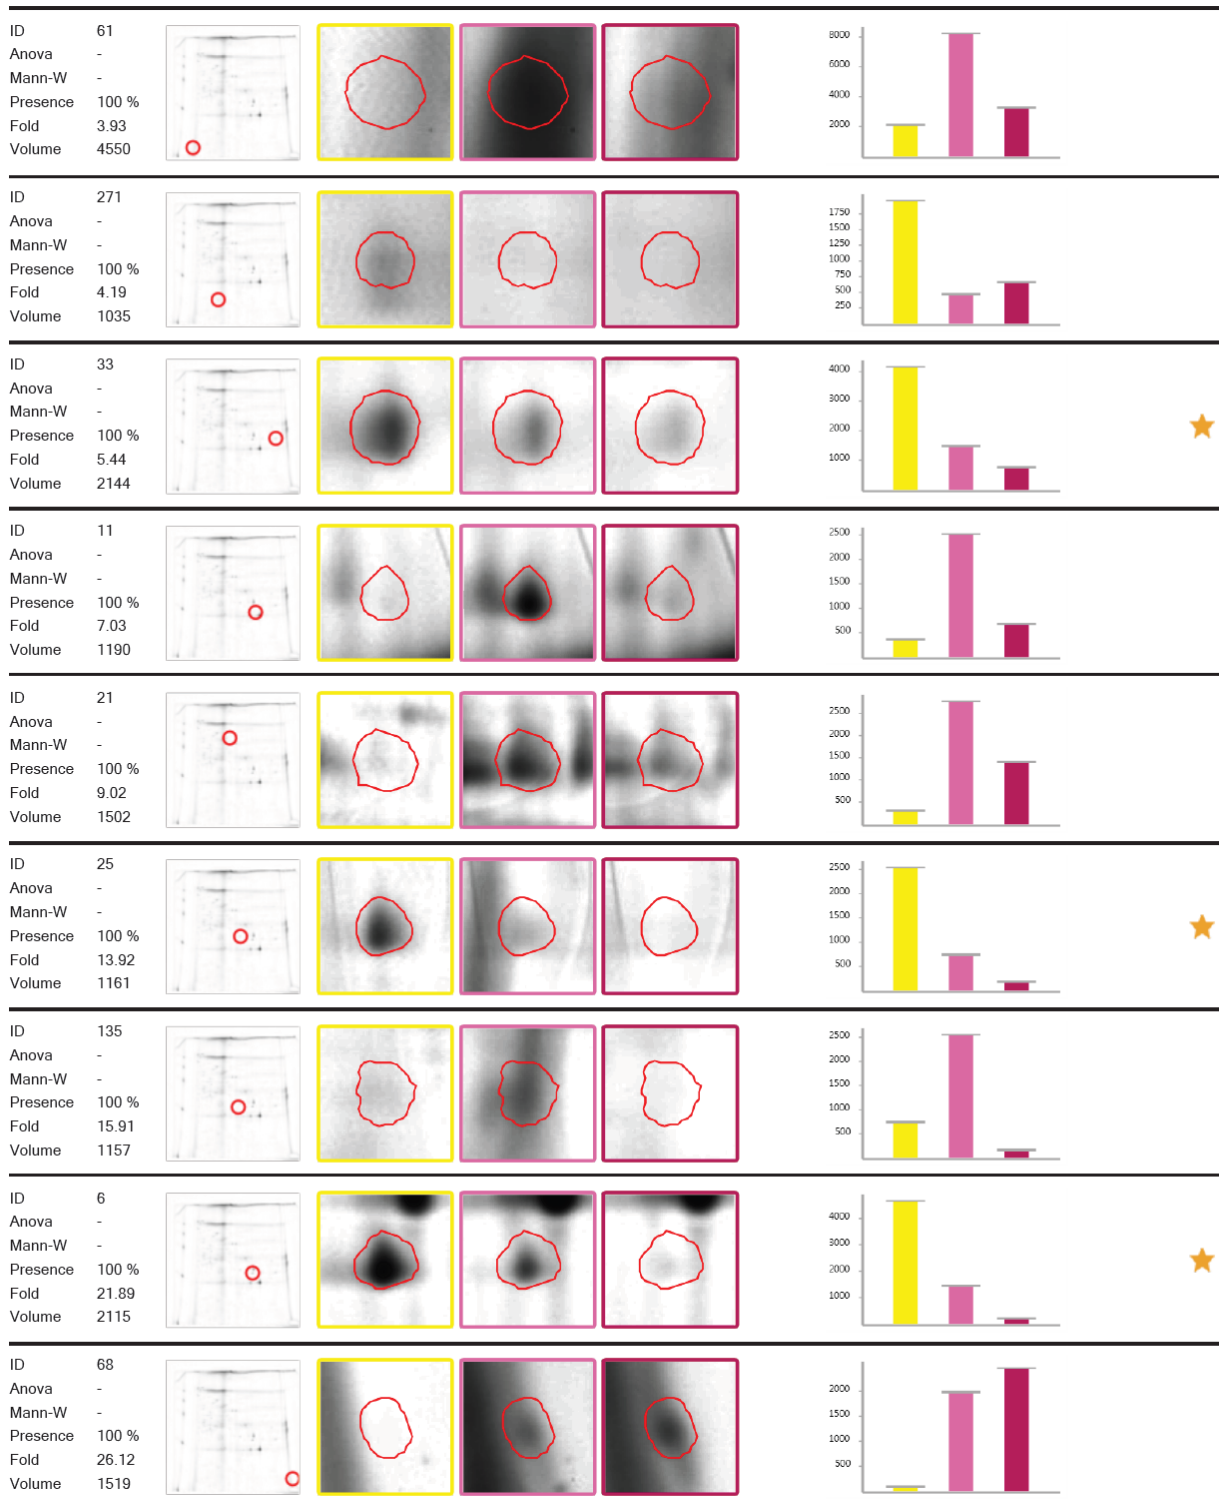 ID 61
Anova -
Mann-W -
Presence 100 %
Fold 3.93
Volume 4550
8000
6000
4000
2000
ID 271
Anova -
Mann-W -
Presence 100 %
Fold 4.19
Volume 1035
1750
1500
1250
1000
750
500
250
ID 33
Anova -
Mann-W -
Presence 100 %
Fold 5.44
Volume 2144
4000
3000
2000
1000
ID 11
Anova -
Mann-W -
Presence 100 %
Fold 7.03
Volume 1190
2500
2000
1500
1000
500
ID 21
Anova -
Mann-W -
Presence 100 %
Fold 9.02
Volume 1502
2500
2000
1500
1000
500
ID 25
Anova -
Mann-W -
Presence 100 %
Fold 13.92
Volume 1161
2500
2000
1500
1000
500
ID 135
Anova -
Mann-W -
Presence 100 %
Fold 15.91
Volume 1157
2500
2000
1500
1000
500
ID 6
Anova -
Mann-W -
Presence 100 %
Fold 21.89
Volume 2115
4000
3000
2000
1000
ID 68
Anova -
Mann-W -
Presence 100 %
Fold 26.12
Volume 1519
2000
1500
1000
500